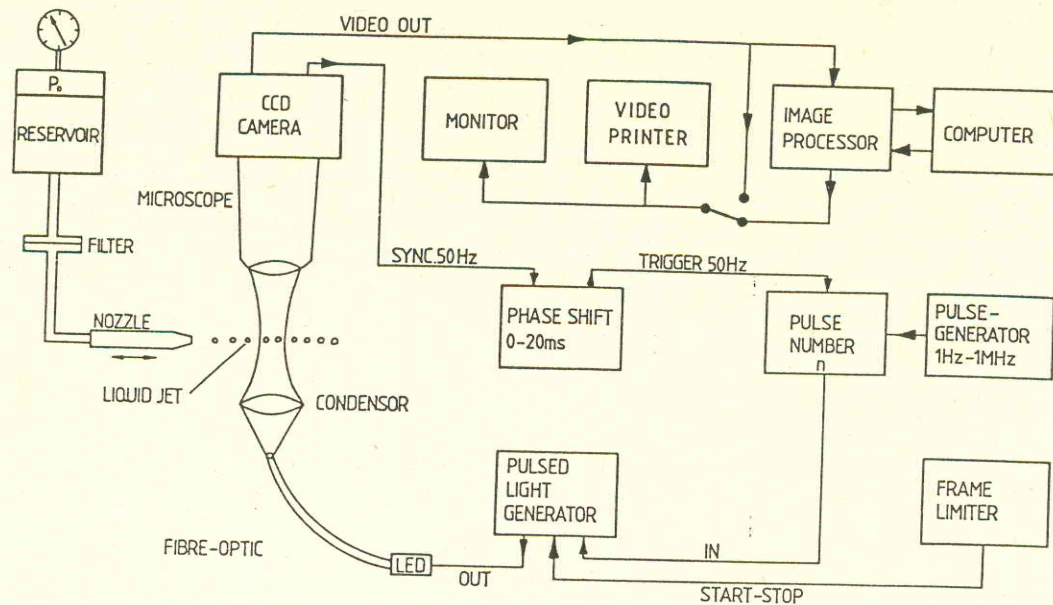 VIDEO OUT
P₀
RESERVOIR
CCD
CAMERA
MONITOR
VIDEO
PRINTER
IMAGE
PROCESSOR
COMPUTER
MICROSCOPE
FILTER
SYNC.50Hz
TRIGGER 50Hz
NOZZLE
PHASE SHIFT
0-20ms
PULSE
NUMBER
n
PULSE-
GENERATOR
1Hz-1MHz
LIQUID JET
CONDENSOR
PULSED
LIGHT
GENERATOR
FRAME
LIMITER
FIBRE-OPTIC
LED
OUT
IN
START-STOP